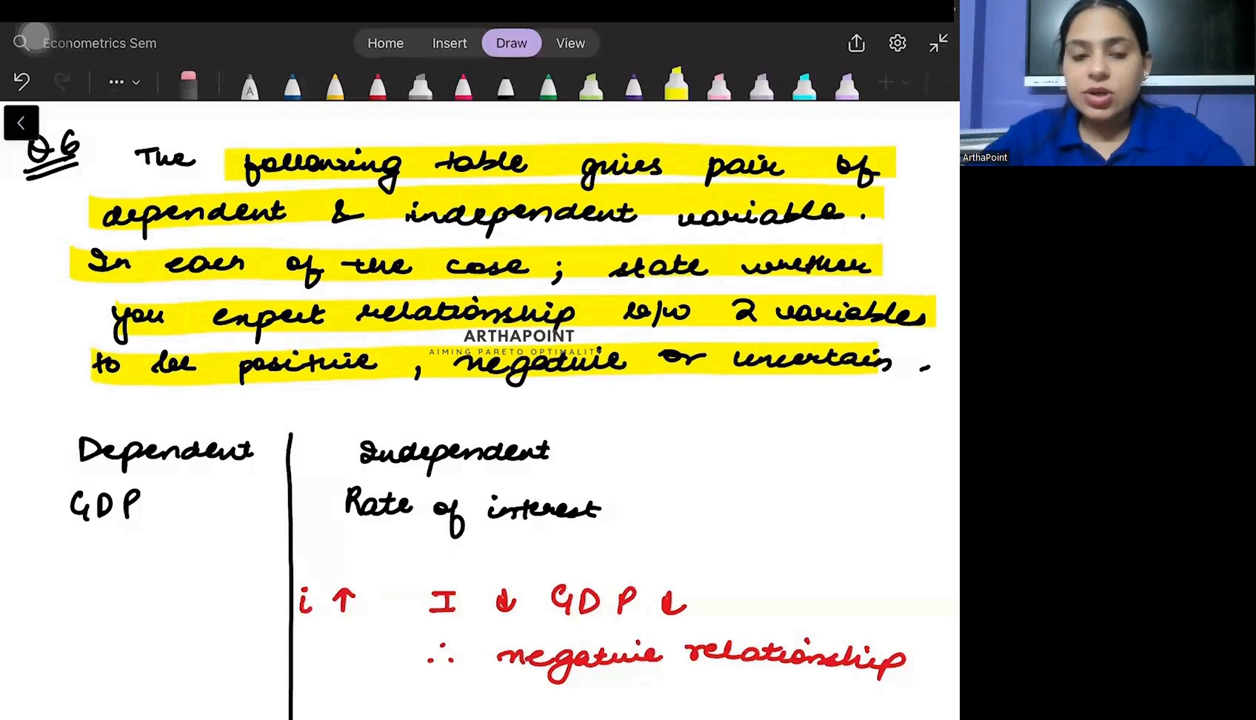 Econometrics Sem
Home Insert Draw View
A
ArthaPoint
Q.6 The following table gives pair of
dependent & independent variable.
In each of the case; state whether
you expect relationship b/w 2 variables
ARTHAPOINT
AIMING PARETO OPTIMALITY
to be positive, negative or uncertain.
Dependent Independent
GDP Rate of interest
i ↑ I ↓ GDP ↓
∴ negative relationship